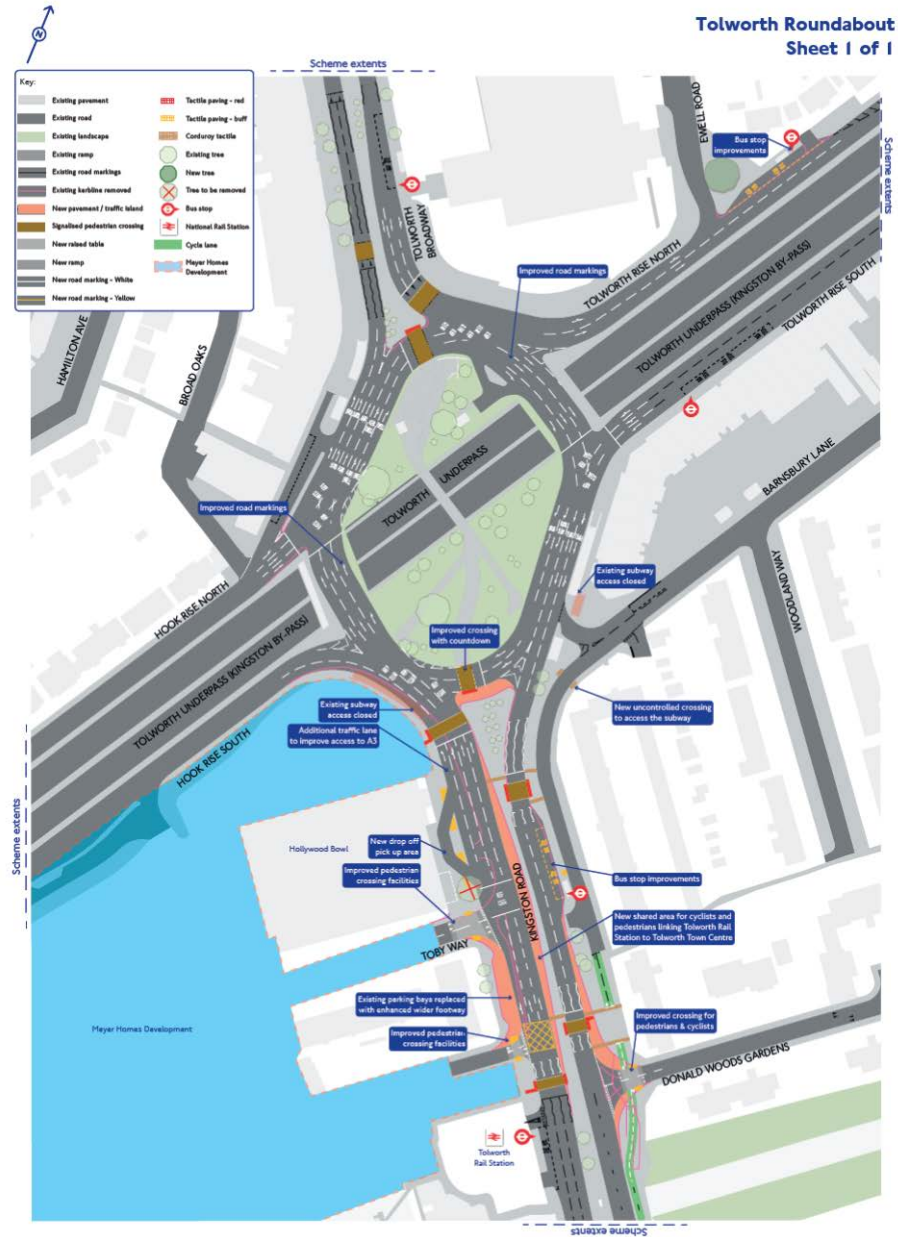 Tolworth Roundabout
Sheet 1 of 1
N
Scheme extents
Key:
Existing pavement
Existing road
Existing landscape
Existing ramp
Existing road markings
Existing kerbline removed
New pavement / traffic island
Signalised pedestrian crossing
New raised table
New ramp
New road marking - White
New road marking - Yellow
Tactile paving - red
Tactile paving - buff
Corduroy tactile
Existing tree
New tree
Tree to be removed
Bus stop
National Rail Station
Cycle lane
Meyer Homes
Development
EWELL ROAD
Bus stop
improvements
Scheme extents
TOLWORTH
BROADWAY
Improved road markings
TOLWORTH RISE NORTH
TOLWORTH UNDERPASS (KINGSTON BY-PASS)
TOLWORTH RISE SOUTH
HAMILTON AVE
BROAD OAKS
BARNSBURY LANE
TOLWORTH UNDERPASS
Improved road markings
WOODLAND WAY
HOOK RISE NORTH
Existing subway
access closed
Improved crossing
with countdown
TOLWORTH UNDERPASS (KINGSTON BY-PASS)
Existing subway
access closed
New uncontrolled crossing
to access the subway
Additional traffic lane
to improve access to A3
HOOK RISE SOUTH
Scheme extents
Hollywood Bowl
New drop off
pick up area
Improved pedestrian
crossing facilities
KINGSTON ROAD
Bus stop improvements
New shared area for cyclists and
pedestrians linking Tolworth Rail
Station to Tolworth Town Centre
TOBY WAY
Existing parking bays replaced
with enhanced wider footway
Meyer Homes Development
Improved pedestrian
crossing facilities
Improved crossing for
pedestrians & cyclists
DONALD WOODS GARDENS
Tolworth
Rail Station
Scheme extents